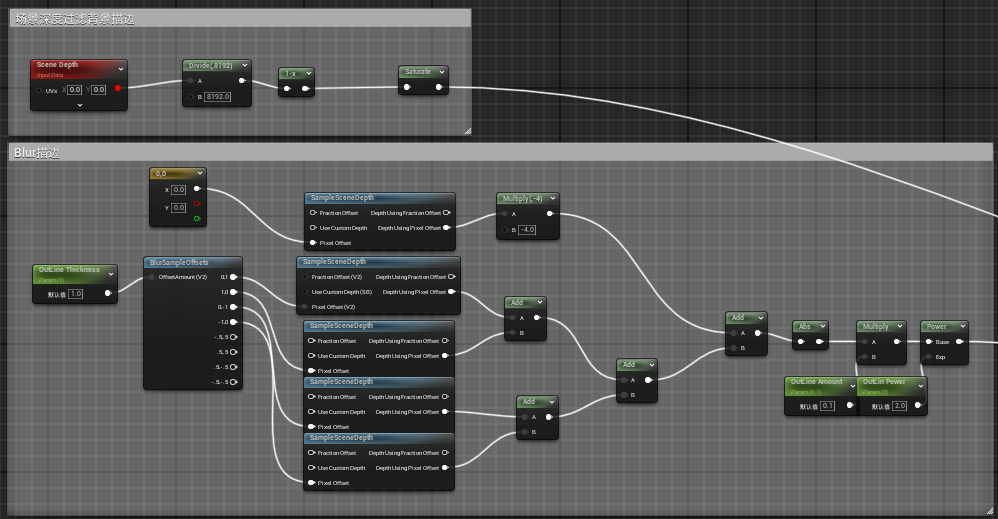 场景深度过滤背景描边
Scene Depth
Input Data
UVs X 0.0 Y 0.0
Divide(,8192)
A
B 8192.0
1-x
Saturate
Blur描边
0,0
X 0.0
Y 0.0
SampleSceneDepth
Fraction Offset Depth Using Fraction Offset
Use Custom Depth Depth Using Pixel Offset
Pixel Offset
Multiply(,-4)
A
B -4.0
OutLine Thickness
Param (1)
默认值 1.0
BlurSampleOffsets
OffsetAmount (V2) 0,1
1,0
0,-1
-1,0
-.5,.5
.5,.5
.5,-.5
-.5,-.5
SampleSceneDepth
Fraction Offset (V2) Depth Using Fraction Offset
Use Custom Depth (SB) Depth Using Pixel Offset
Pixel Offset (V2)
SampleSceneDepth
Fraction Offset Depth Using Fraction Offset
Use Custom Depth Depth Using Pixel Offset
Pixel Offset
SampleSceneDepth
Fraction Offset Depth Using Fraction Offset
Use Custom Depth Depth Using Pixel Offset
Pixel Offset
SampleSceneDepth
Fraction Offset Depth Using Fraction Offset
Use Custom Depth Depth Using Pixel Offset
Pixel Offset
Add
A
B
Add
A
B
Add
A
B
Add
A
B
Abs
Multiply
A
B
Power
Base
Exp
OutLine Amount
Param (0.1)
默认值 0.1
OutLin Power
Param (2)
默认值 2.0